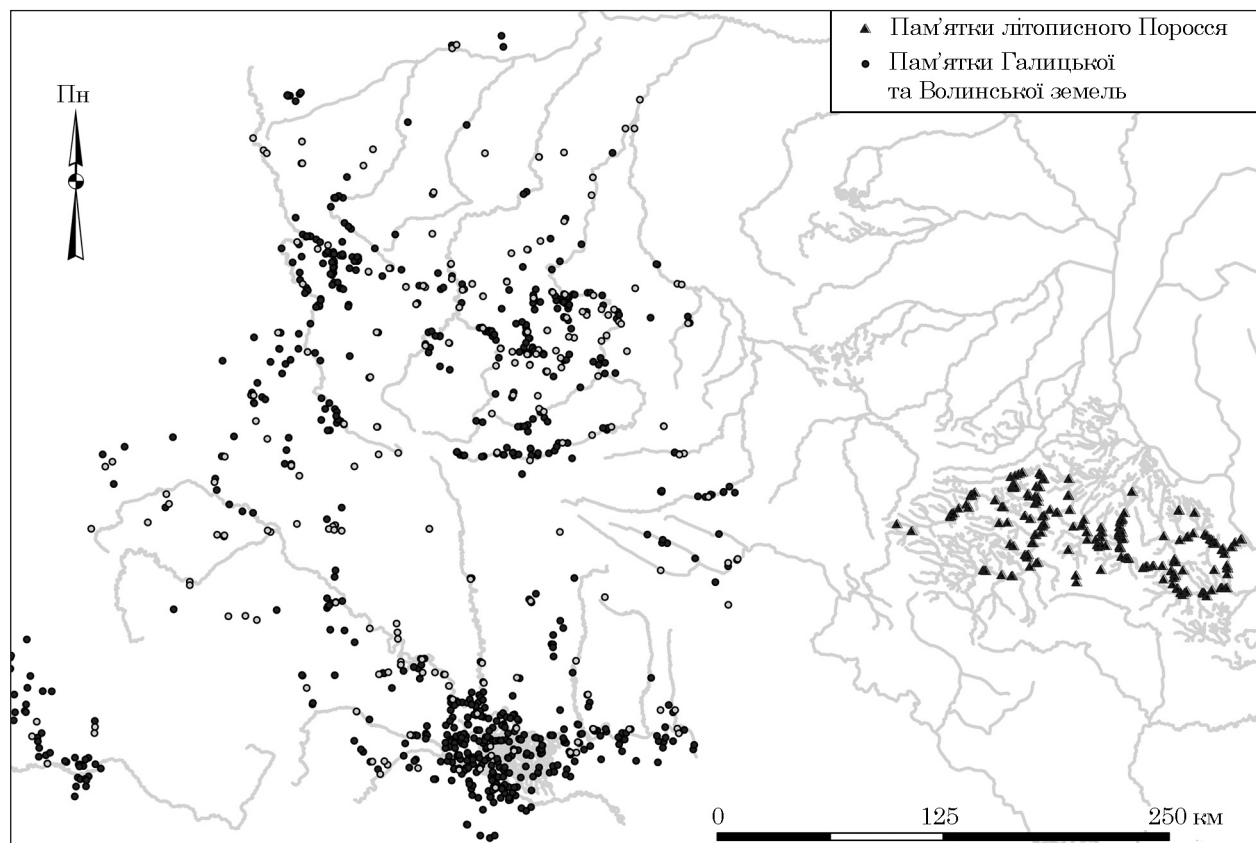 Пам'ятки літописного Поросся
Пам'ятки Галицької
та Волинської земель
Пн
0 125 250 км